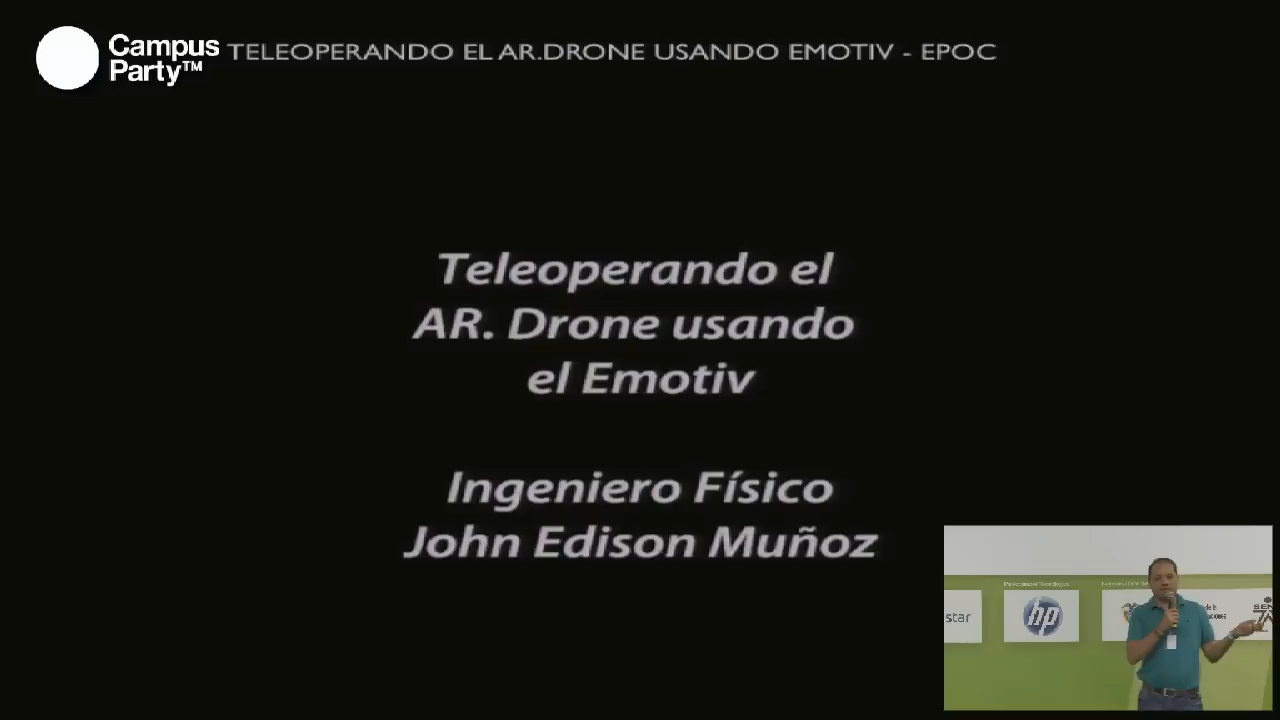 Campus
Party™
TELEOPERANDO EL AR.DRONE USANDO EMOTIV - EPOC
Teleoperando el
AR. Drone usando
el Emotiv
Ingeniero Físico
John Edison Muñoz
star
hp
SEN